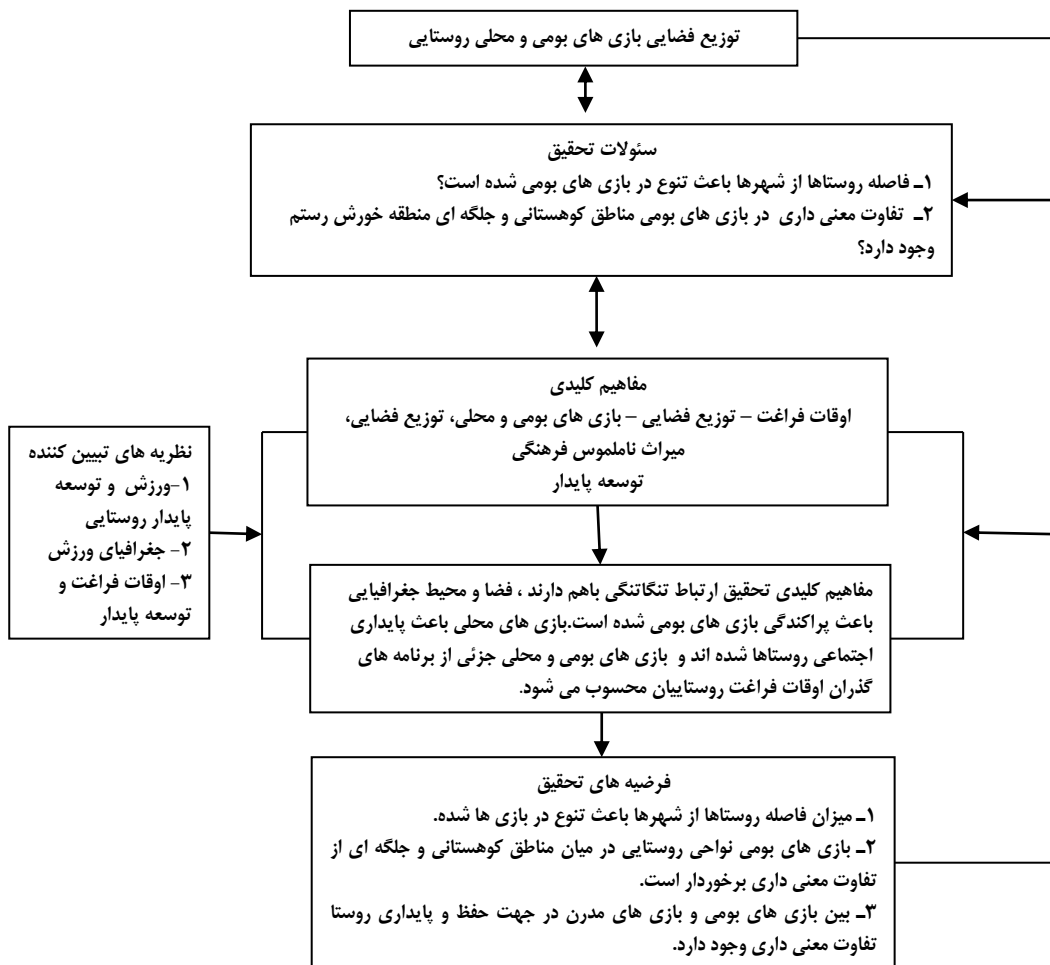 توزیع فضایی بازی های بومی و محلی روستایی
سئولات تحقیق
۱ـ فاصله روستاها از شهرها باعث تنوع در بازی های بومی شده است؟
۲ـ تفاوت معنی داری در بازی های بومی مناطق کوهستانی و جلگه ای منطقه خورش رستم
وجود دارد؟
مفاهیم کلیدی
اوقات فراغت – توزیع فضایی – بازی های بومی و محلی، توزیع فضایی،
میراث ناملموس فرهنگی
توسعه پایدار
نظریه های تبیین کننده
۱-ورزش و توسعه
پایدار روستایی
۲- جغرافیای ورزش
۳- اوقات فراغت و
توسعه پایدار
مفاهیم کلیدی تحقیق ارتباط تنگاتنگی باهم دارند ، فضا و محیط جغرافیایی
باعث پراکندگی بازی های بومی شده است.بازی های محلی باعث پایداری
اجتماعی روستاها شده اند و بازی های بومی و محلی جزئی از برنامه های
گذران اوقات فراغت روستاییان محسوب می شود.
فرضیه های تحقیق
۱ـ میزان فاصله روستاها از شهرها باعث تنوع در بازی ها شده.
۲ـ بازی های بومی نواحی روستایی در میان مناطق کوهستانی و جلگه ای از
تفاوت معنی داری برخوردار است.
۳ـ بین بازی های بومی و بازی های مدرن در جهت حفظ و پایداری روستا
تفاوت معنی داری وجود دارد.